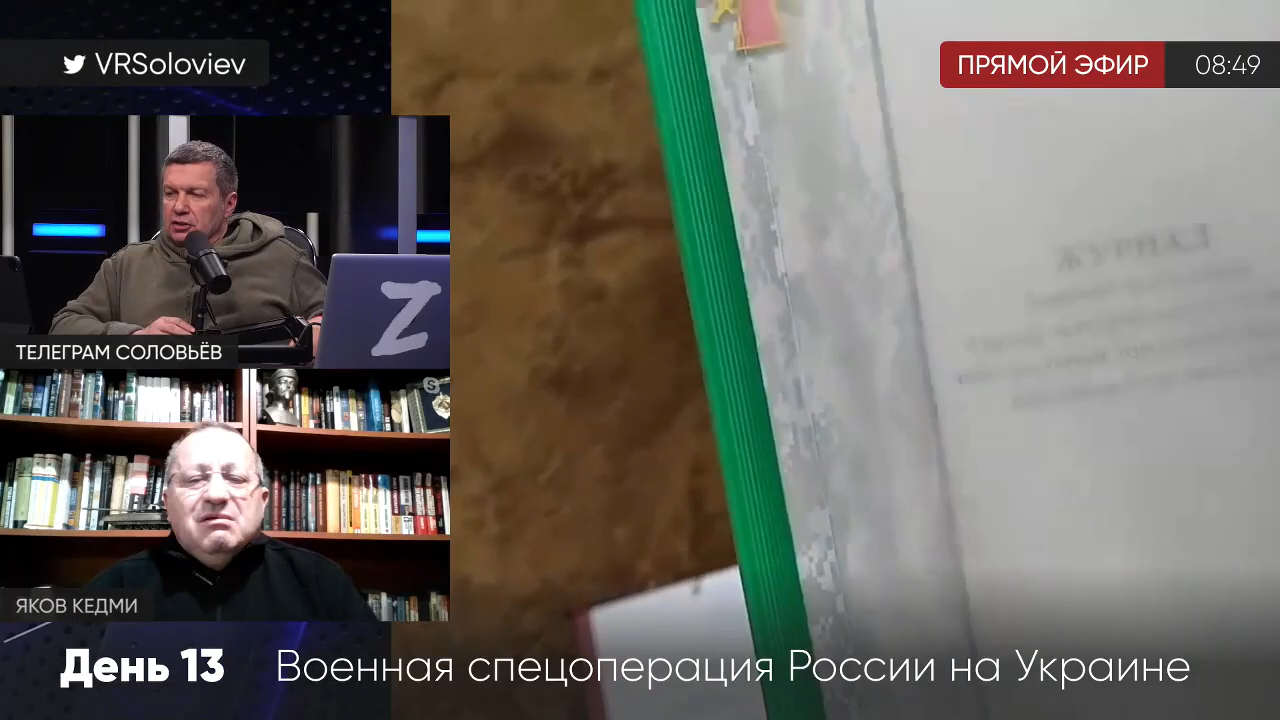 VRSoloviev
ПРЯМОЙ ЭФИР 08:49
Z
ТЕЛЕГРАМ СОЛОВЬЁВ
S
ЖУРНАЛ
ЯКОВ КЕДМИ
День 13 Военная спецоперация России на Украине